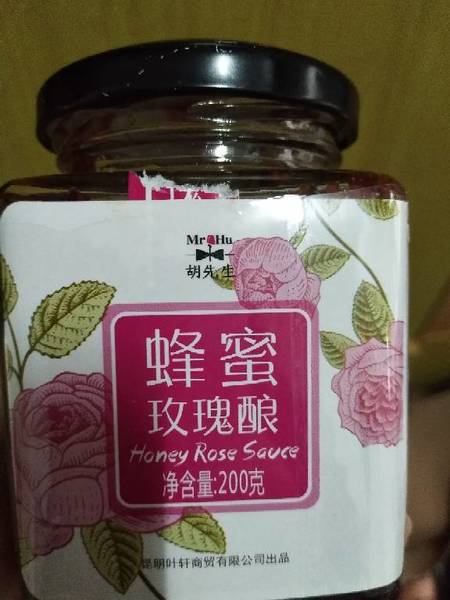 Mr Hu
胡先生
蜂蜜
玫瑰酿
Honey Rose Sauce
净含量:200克
昆明叶轩商贸有限公司出品